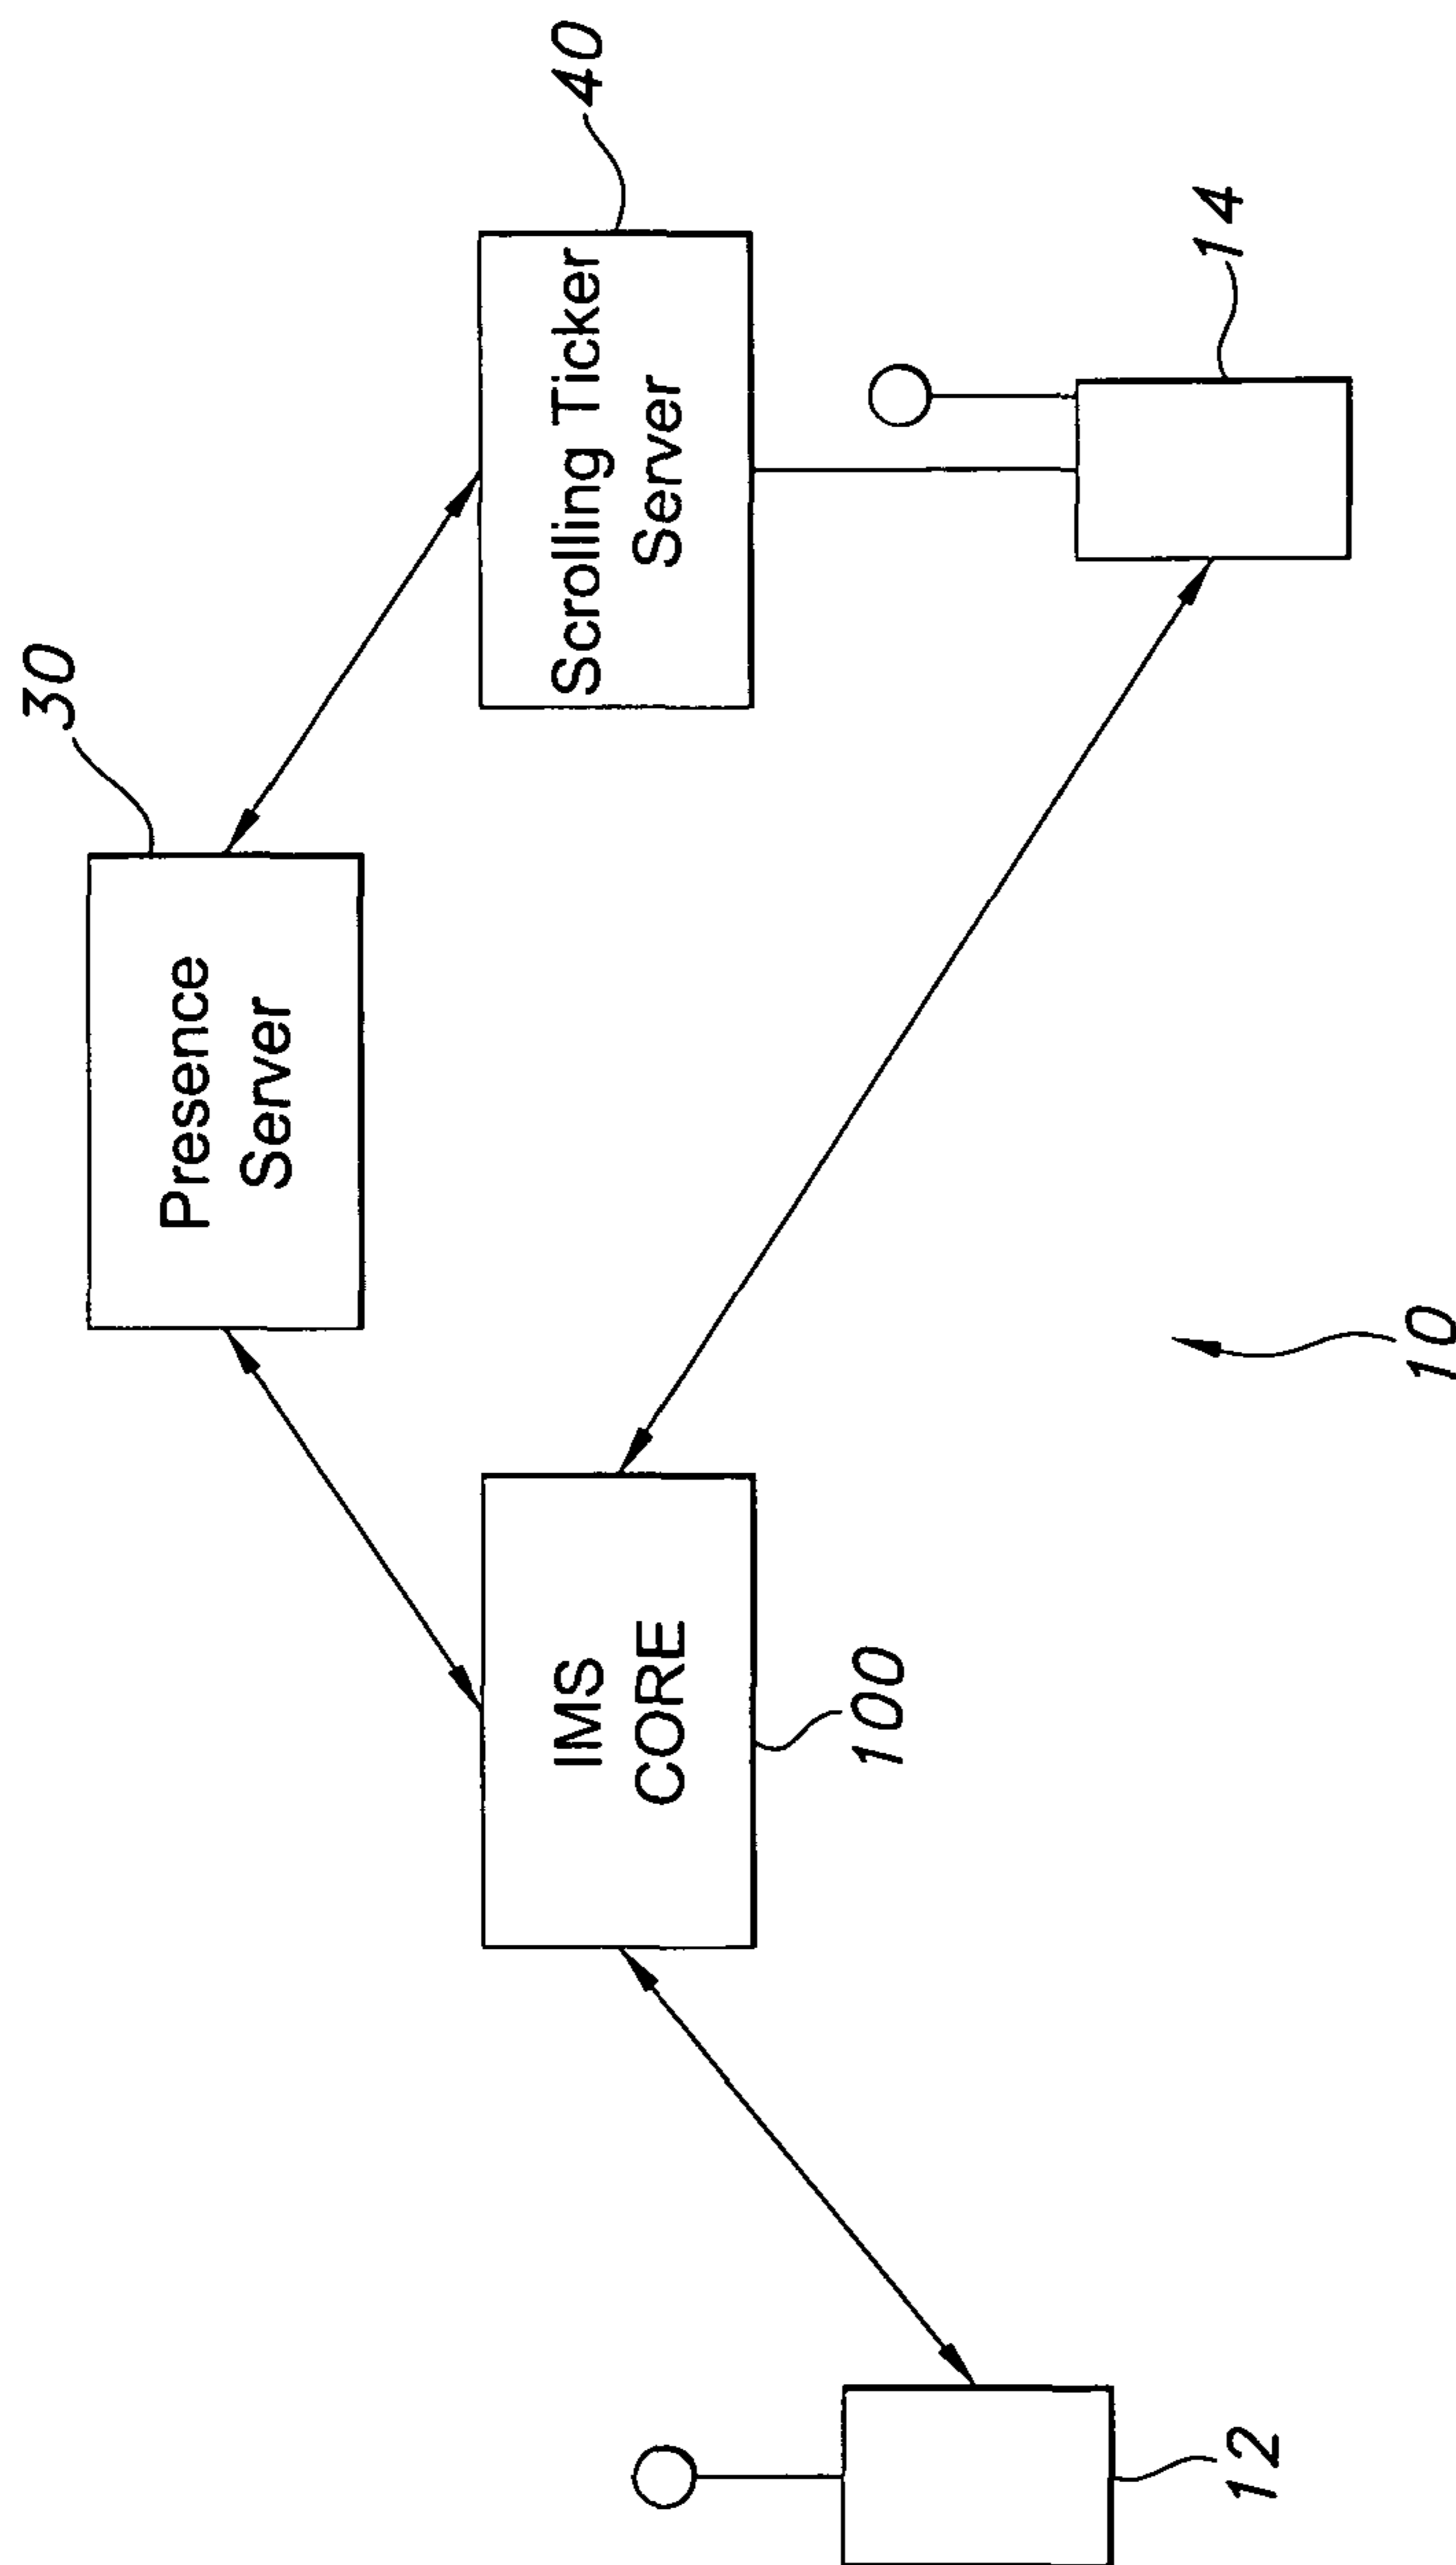 30
Presence
Server
40
Scrolling Ticker
Server
IMS
CORE
100
14
12
10